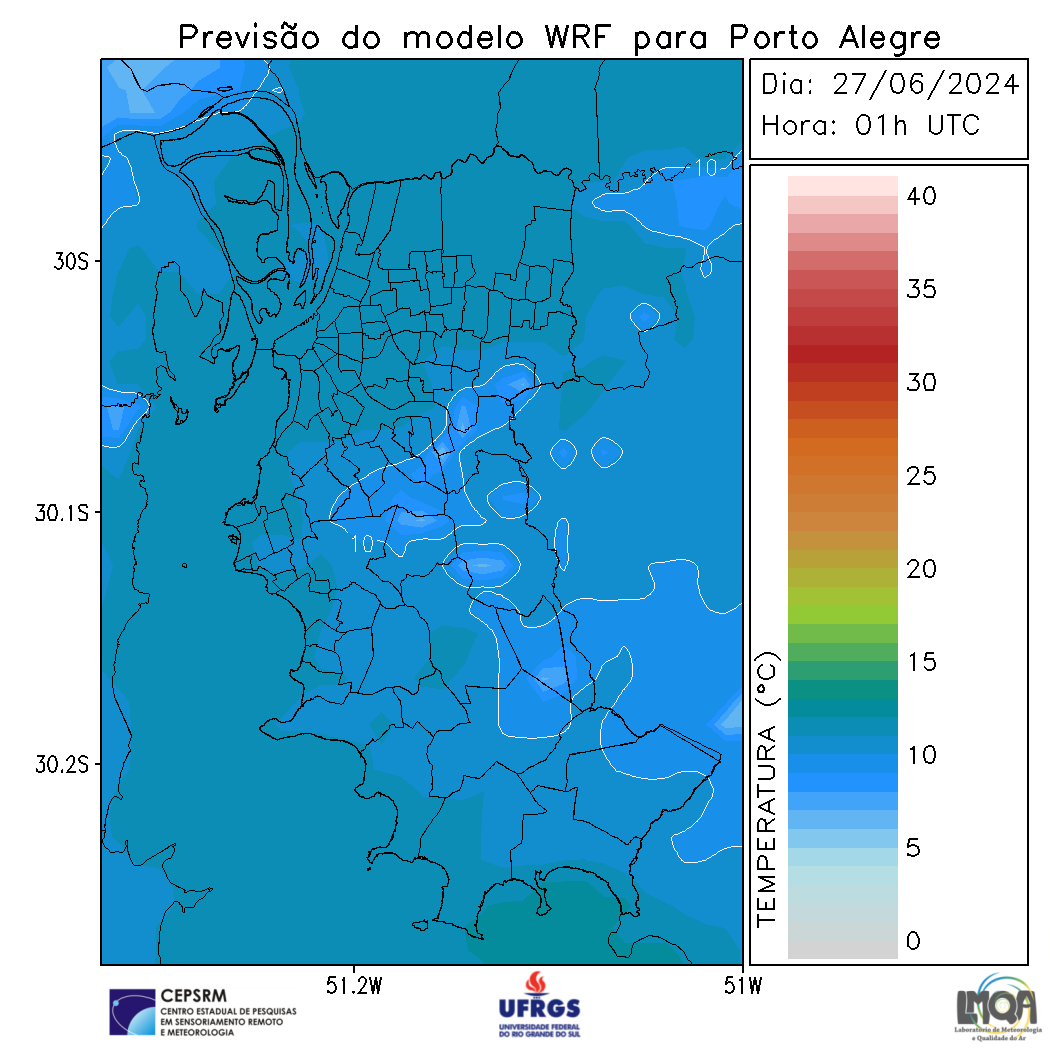 Previsão do modelo WRF para Porto Alegre
Dia: 27/06/2024
Hora: 01h UTC
10
10
30S
30.1S
30.2S
51.2W
51W
TEMPERATURA (°C)
40
35
30
25
20
15
10
5
0
CEPSRM
CENTRO ESTADUAL DE PESQUISAS
EM SENSORIAMENTO REMOTO
E METEOROLOGIA
UFRGS
UNIVERSIDADE FEDERAL
DO RIO GRANDE DO SUL
LMQA
Laboratório de Meteorologia
e Qualidade do Ar